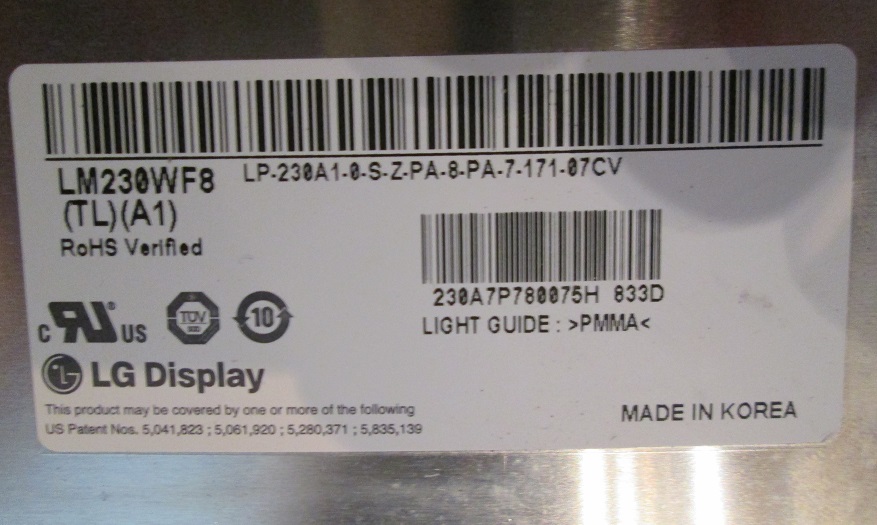 LM230WF8 LP-230A1-0-S-Z-PA-8-PA-7-171-07CV
(TL)(A1)
RoHS Verified
230A7P780075H 833D
LIGHT GUIDE : >PMMA<
c RU ® US
TÜV
10
LG Display
This product may be covered by one or more of the following
US Patent Nos. 5,041,823 ; 5,061,920 ; 5,280,371 ; 5,835,139
MADE IN KOREA